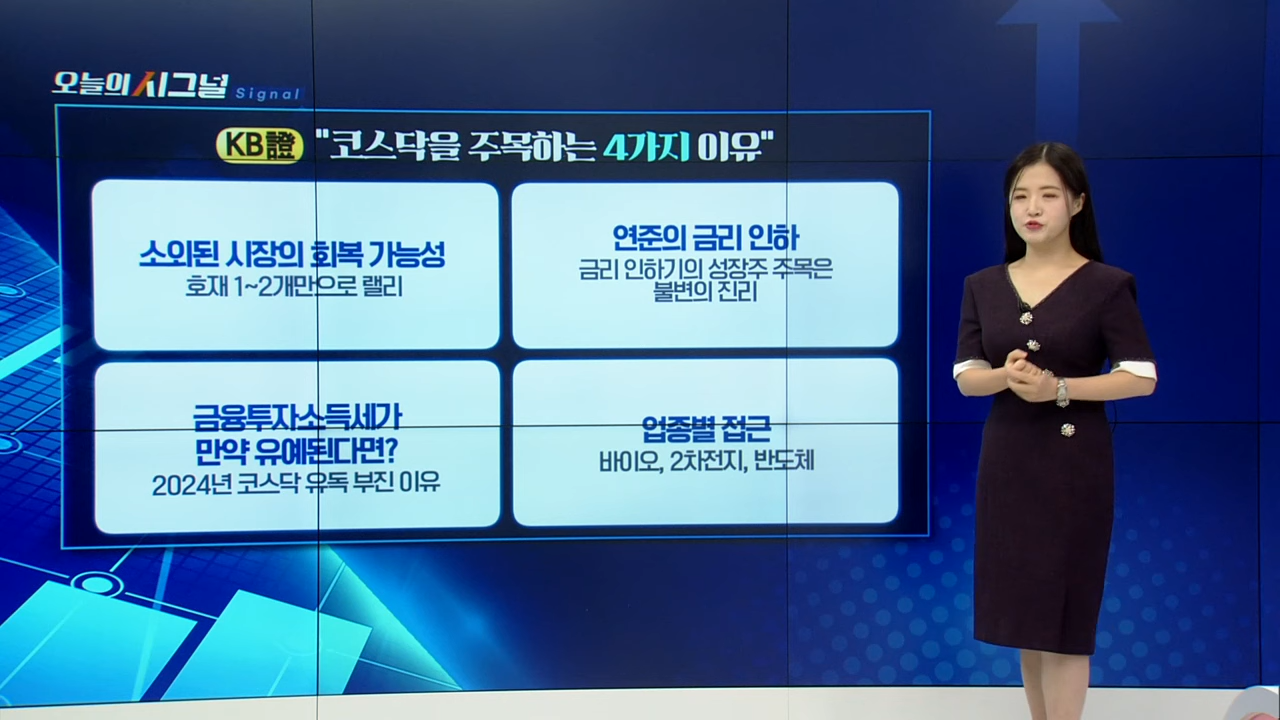 오늘의 시그널 Signal
KB證 "코스닥을 주목하는 4가지 이유"
소외된 시장의 회복 가능성
호재 1~2개만으로 랠리
연준의 금리 인하
금리 인하기의 성장주 주목은
불변의 진리
금융투자소득세가
만약 유예된다면?
2024년 코스닥 유독 부진 이유
업종별 접근
바이오, 2차전지, 반도체